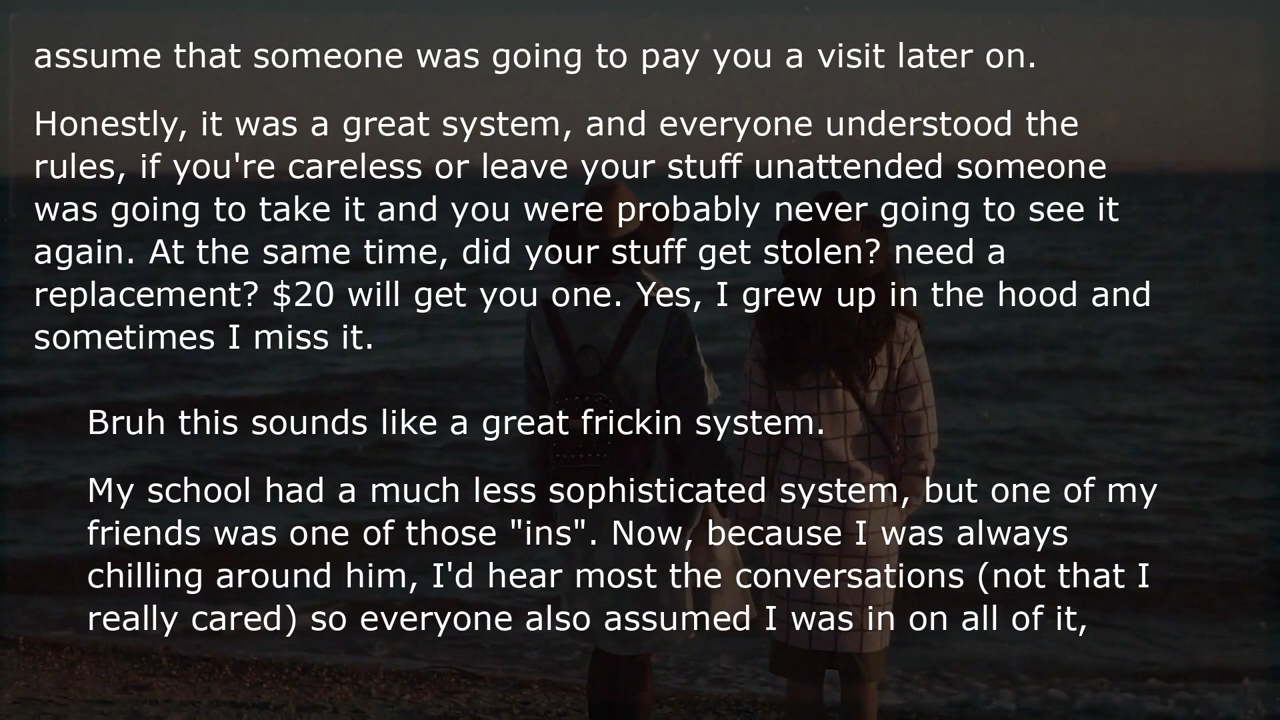 assume that someone was going to pay you a visit later on.
Honestly, it was a great system, and everyone understood the
rules, if you're careless or leave your stuff unattended someone
was going to take it and you were probably never going to see it
again. At the same time, did your stuff get stolen? need a
replacement? $20 will get you one. Yes, I grew up in the hood and
sometimes I miss it.
Bruh this sounds like a great frickin system.
My school had a much less sophisticated system, but one of my
friends was one of those "ins". Now, because I was always
chilling around him, I'd hear most the conversations (not that I
really cared) so everyone also assumed I was in on all of it,